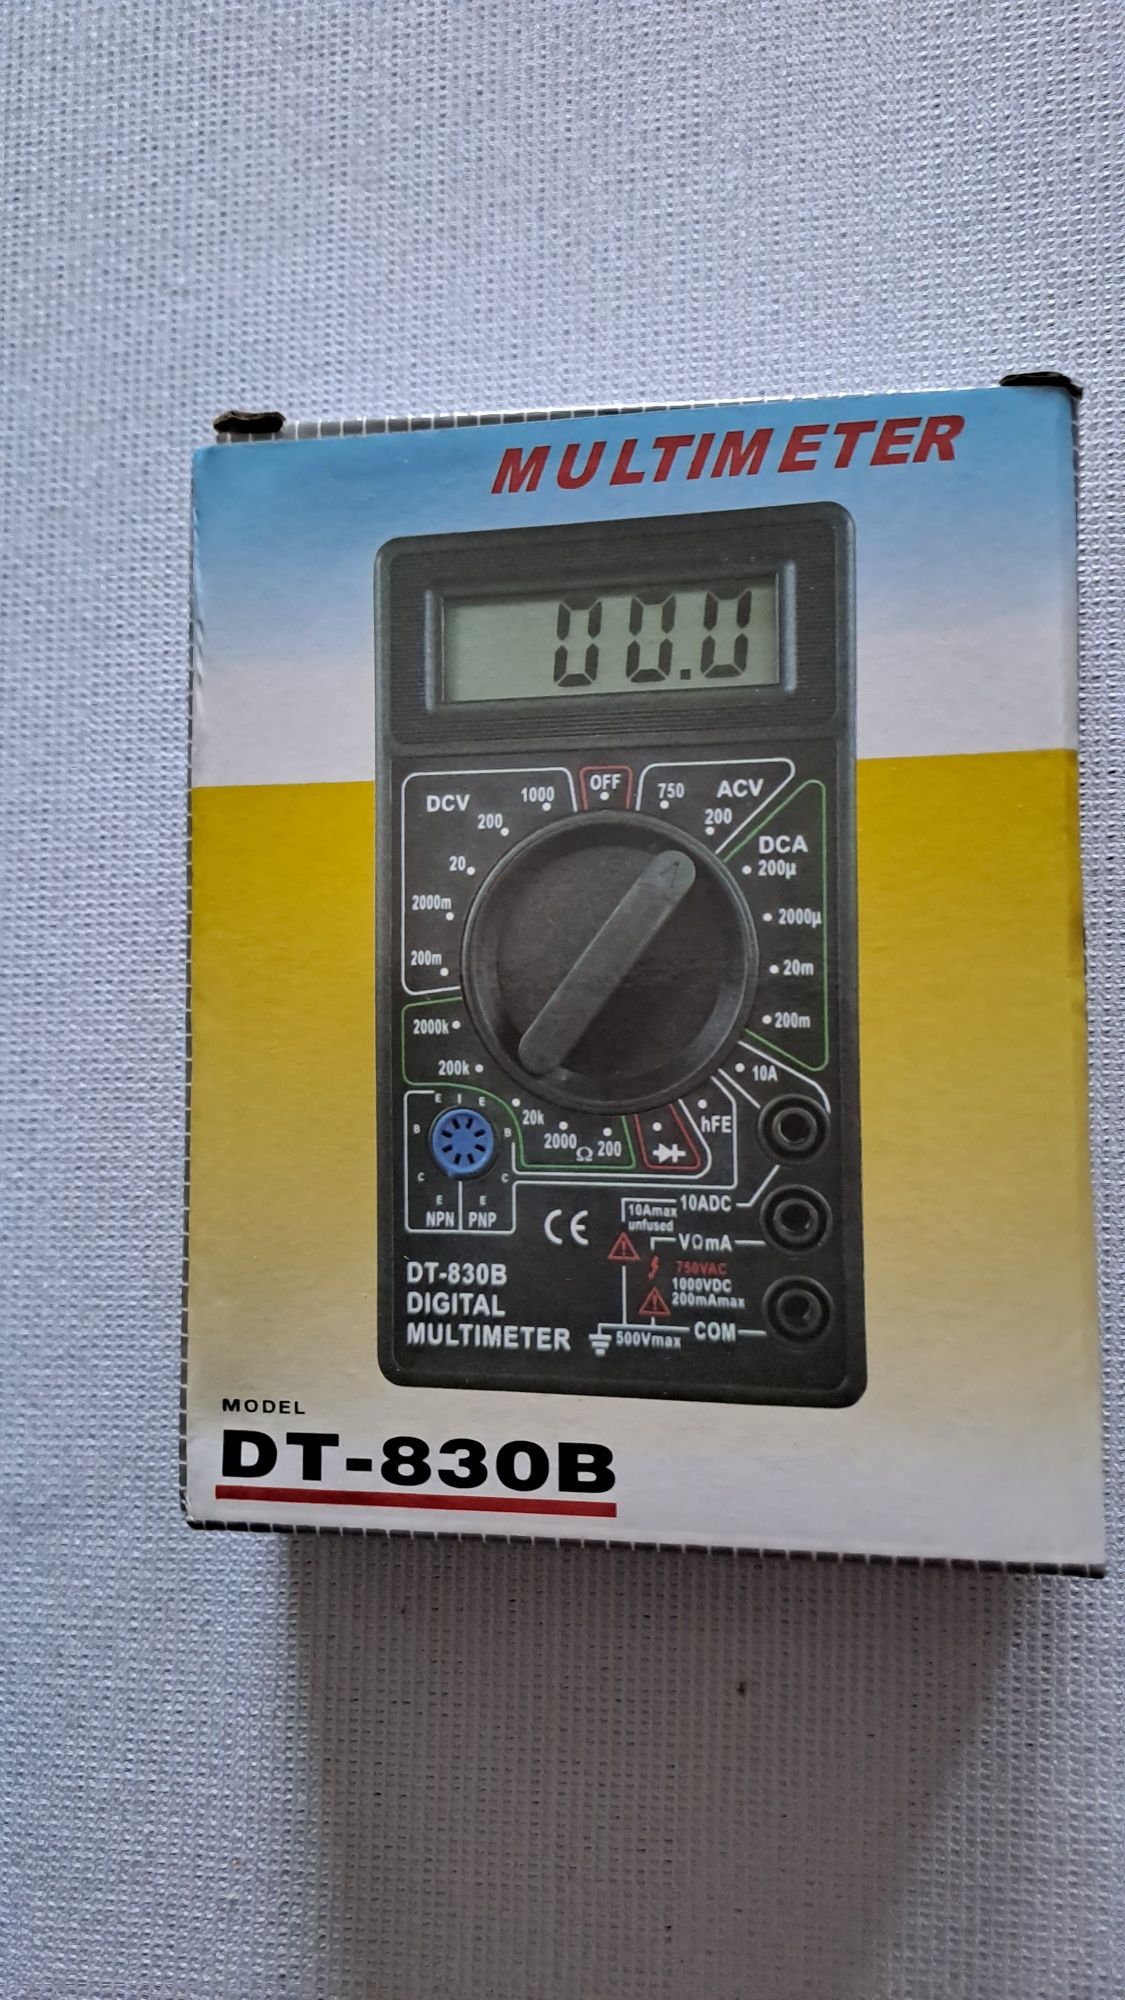 MULTIMETER
00.0
DCV
1000
OFF
750
ACV
200
200
DCA
20
200µ
2000m
2000µ
200m
20m
2000k
200m
200k
10A
E I E
20k
hFE
B
B
2000
Ω
200
C
C
E
E
NPN
PNP
CE
10Amax
unfused
10ADC
VΩmA
750VAC
1000VDC
200mAmax
500Vmax
COM
DT-830B
DIGITAL
MULTIMETER
MODEL
DT-830B